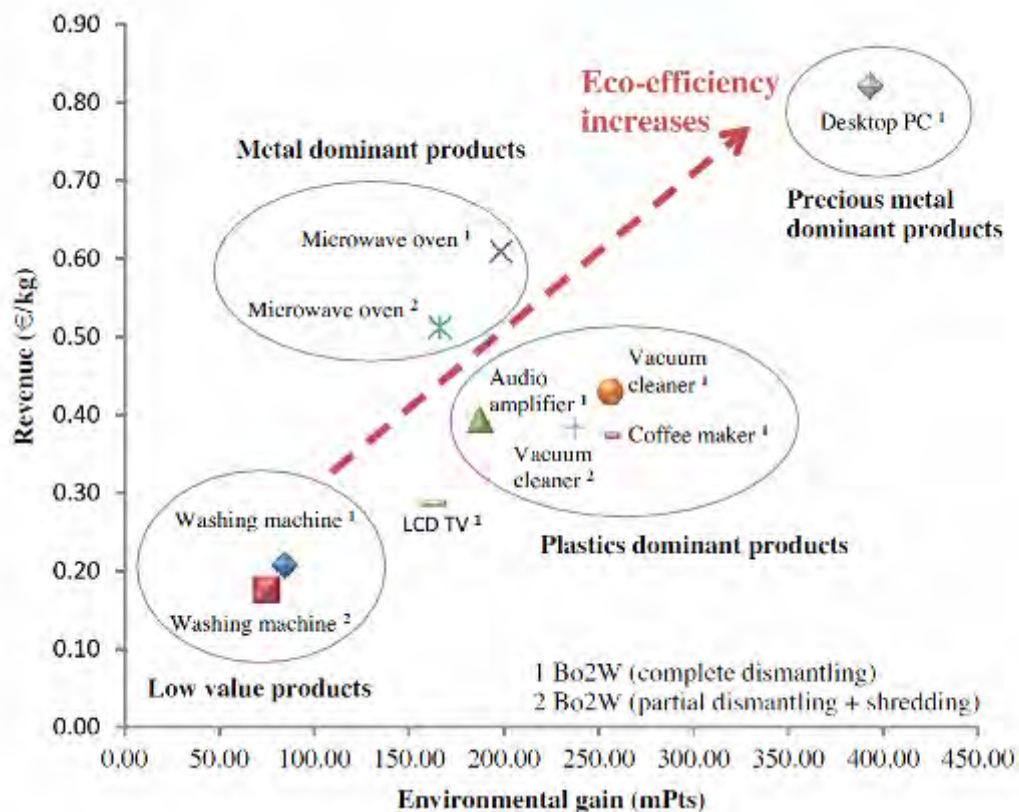 0.90
0.80
0.70
0.60
0.50
0.40
0.30
0.20
0.10
0.00
Revenue (€/kg)
Eco-efficiency
increases
Desktop PC ¹
Precious metal
dominant products
Metal dominant products
Microwave oven ¹
Microwave oven ²
Vacuum
cleaner ¹
Audio
amplifier ¹
Coffee maker ¹
Vacuum
cleaner ²
LCD TV ¹
Plastics dominant products
Washing machine ¹
Washing machine ²
Low value products
1 Bo2W (complete dismantling)
2 Bo2W (partial dismantling + shredding)
0.00 50.00 100.00 150.00 200.00 250.00 300.00 350.00 400.00 450.00
Environmental gain (mPts)